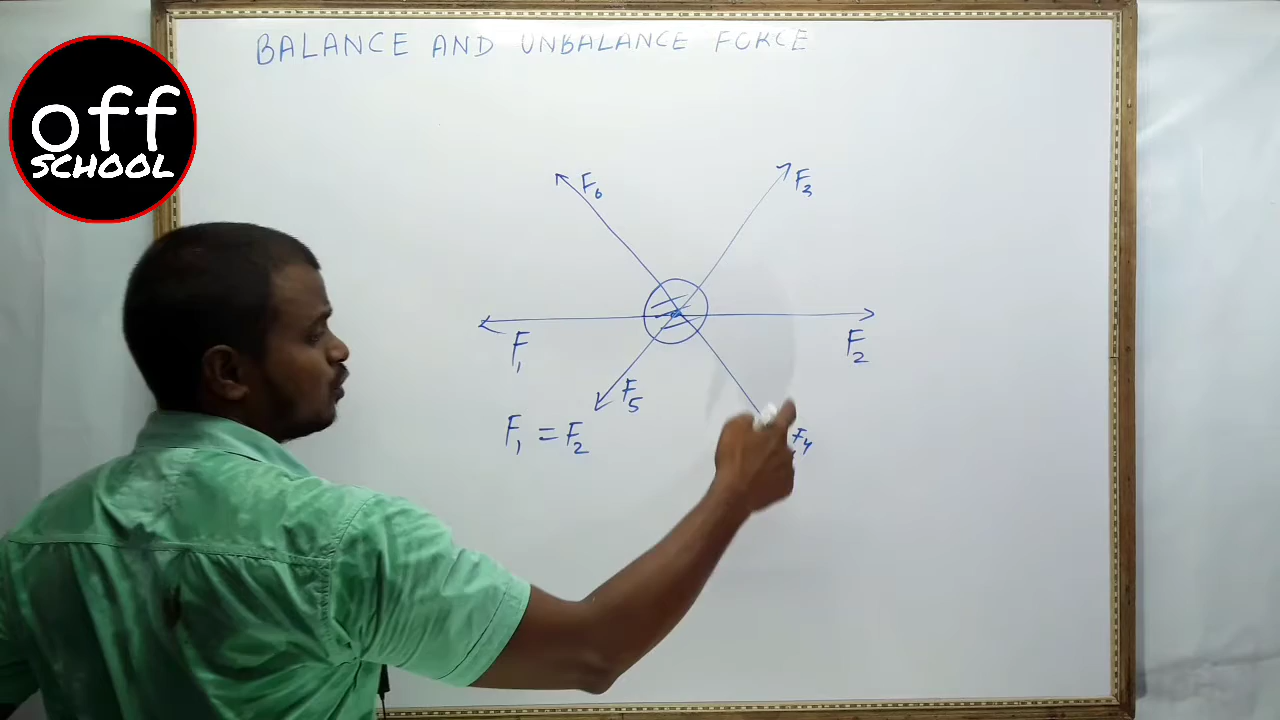 BALANCE AND UNBALANCE FORCE
off
SCHOOL
F6
F3
F1
F2
F5
F1 = F2
F4